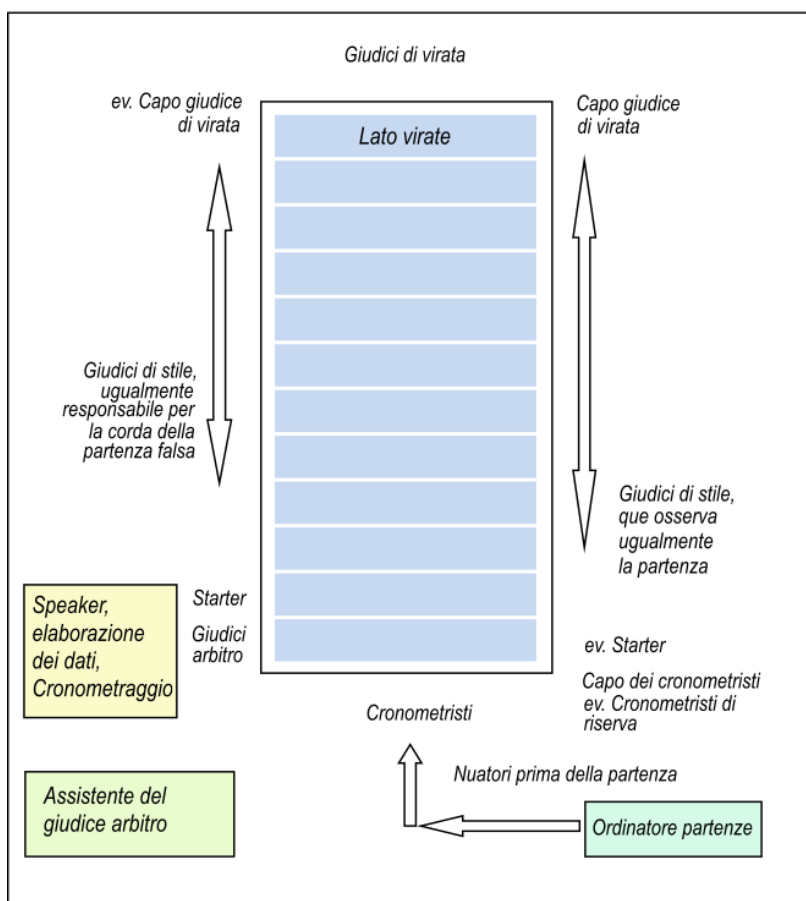 Giudici di virata
ev. Capo giudice
di virata
Capo giudice
di virata
Lato virate
Giudici di stile,
ugualmente
responsabile per
la corda della
partenza falsa
Giudici di stile,
que osserva
ugualmente
la partenza
Speaker,
elaborazione
dei dati,
Cronometraggio
Starter
Giudici
arbitro
ev. Starter
Capo dei cronometristi
ev. Cronometristi di
riserva
Cronometristi
Nuatori prima della partenza
Assistente del
giudice arbitro
Ordinatore partenze